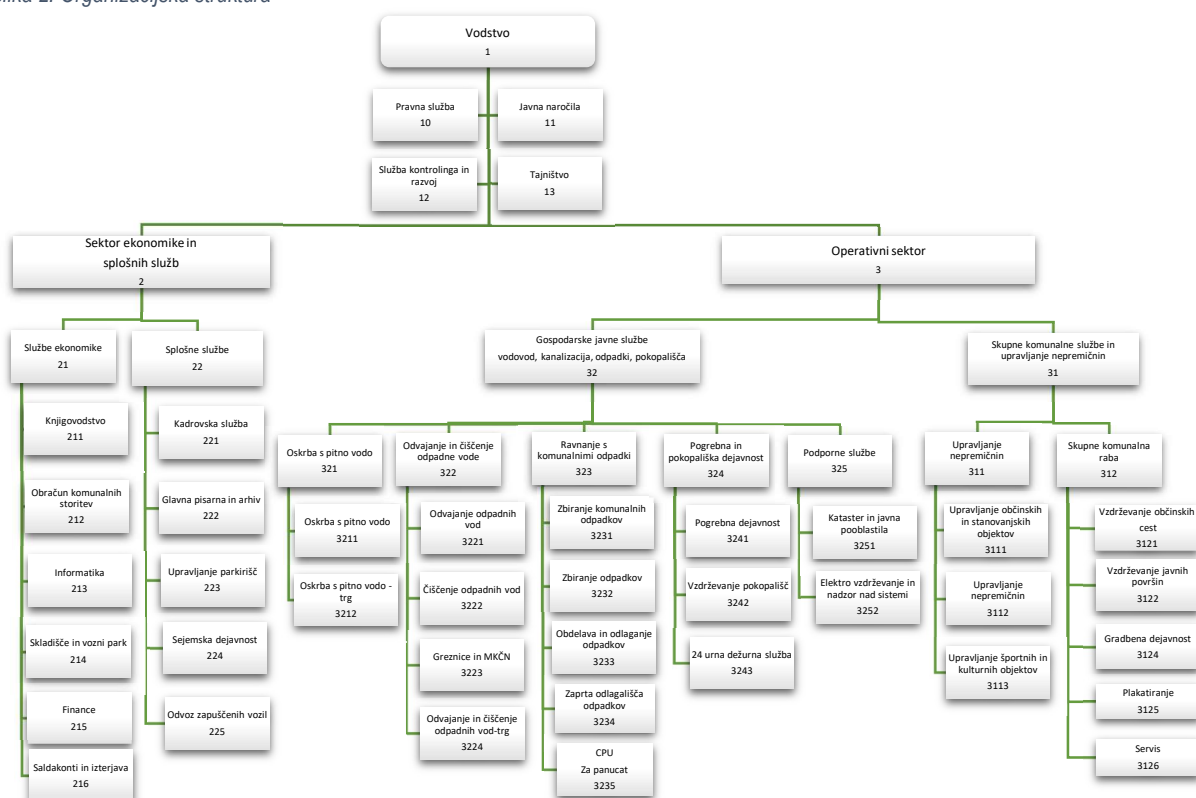 Organizacijska struktura
Vodstvo
1
Pravna služba
10
Javna naročila
11
Služba kontrolinga in
razvoj
12
Tajništvo
13
Sektor ekonomike in
splošnih služb
2
Operativni sektor
3
Službe ekonomike
21
Splošne službe
22
Gospodarske javne službe
vodovod, kanalizacija, odpadki, pokopališča
32
Skupne komunalne službe in
upravljanje nepremičnin
31
Knjigovodstvo
211
Obračun komunalnih
storitev
212
Informatika
213
Skladišče in vozni park
214
Finance
215
Saldakonti in izterjava
216
Kadrovska služba
221
Glavna pisarna in arhiv
222
Upravljanje parkirišč
223
Sejemska dejavnost
224
Odvoz zapuščenih vozil
225
Oskrba s pitno vodo
321
Oskrba s pitno vodo
3211
Oskrba s pitno vodo -
trg
3212
Odvajanje in čiščenje
odpadne vode
322
Odvajanje odpadnih
vod
3221
Čiščenje odpadnih vod
3222
Greznice in MKČN
3223
Odvajanje in čiščenje
odpadnih vod-trg
3224
Ravnanje s
komunalnimi odpadki
323
Zbiranje komunalnih
odpadkov
3231
Zbiranje odpadkov
3232
Obdelava in odlaganje
odpadkov
3233
Zaprta odlagališča
odpadkov
3234
CPU
Za panucat
3235
Pogrebna in
pokopališka dejavnost
324
Pogrebna dejavnost
3241
Vzdrževanje pokopališč
3242
24 urna dežurna služba
3243
Podporne službe
325
Kataster in javna
pooblastila
3251
Elektro vzdrževanje in
nadzor nad sistemi
3252
Upravljanje
nepremičnin
311
Upravljanje občinskih
in stanovanjskih
objektov
3111
Upravljanje
nepremičnin
3112
Upravljanje športnih in
kulturnih objektov
3113
Skupne komunalna
raba
312
Vzdrževanje občinskih
cest
3121
Vzdrževanje javnih
površin
3122
Gradbena dejavnost
3124
Plakatiranje
3125
Servis
3126